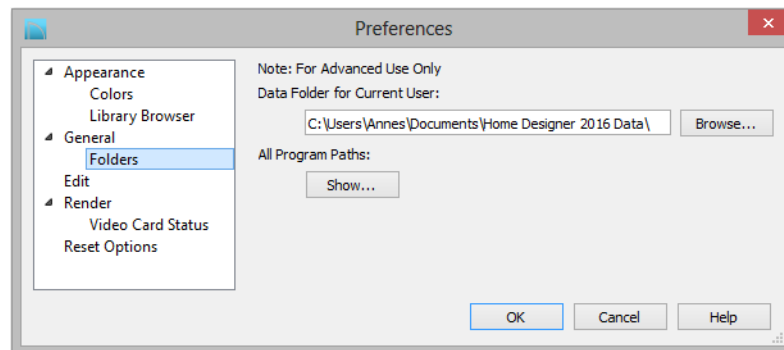 Preferences
Appearance
Colors
Library Browser
General
Folders
Edit
Render
Video Card Status
Reset Options
Note: For Advanced Use Only
Data Folder for Current User:
C:\Users\Annes\Documents\Home Designer 2016 Data\
Browse...
All Program Paths:
Show...
OK
Cancel
Help